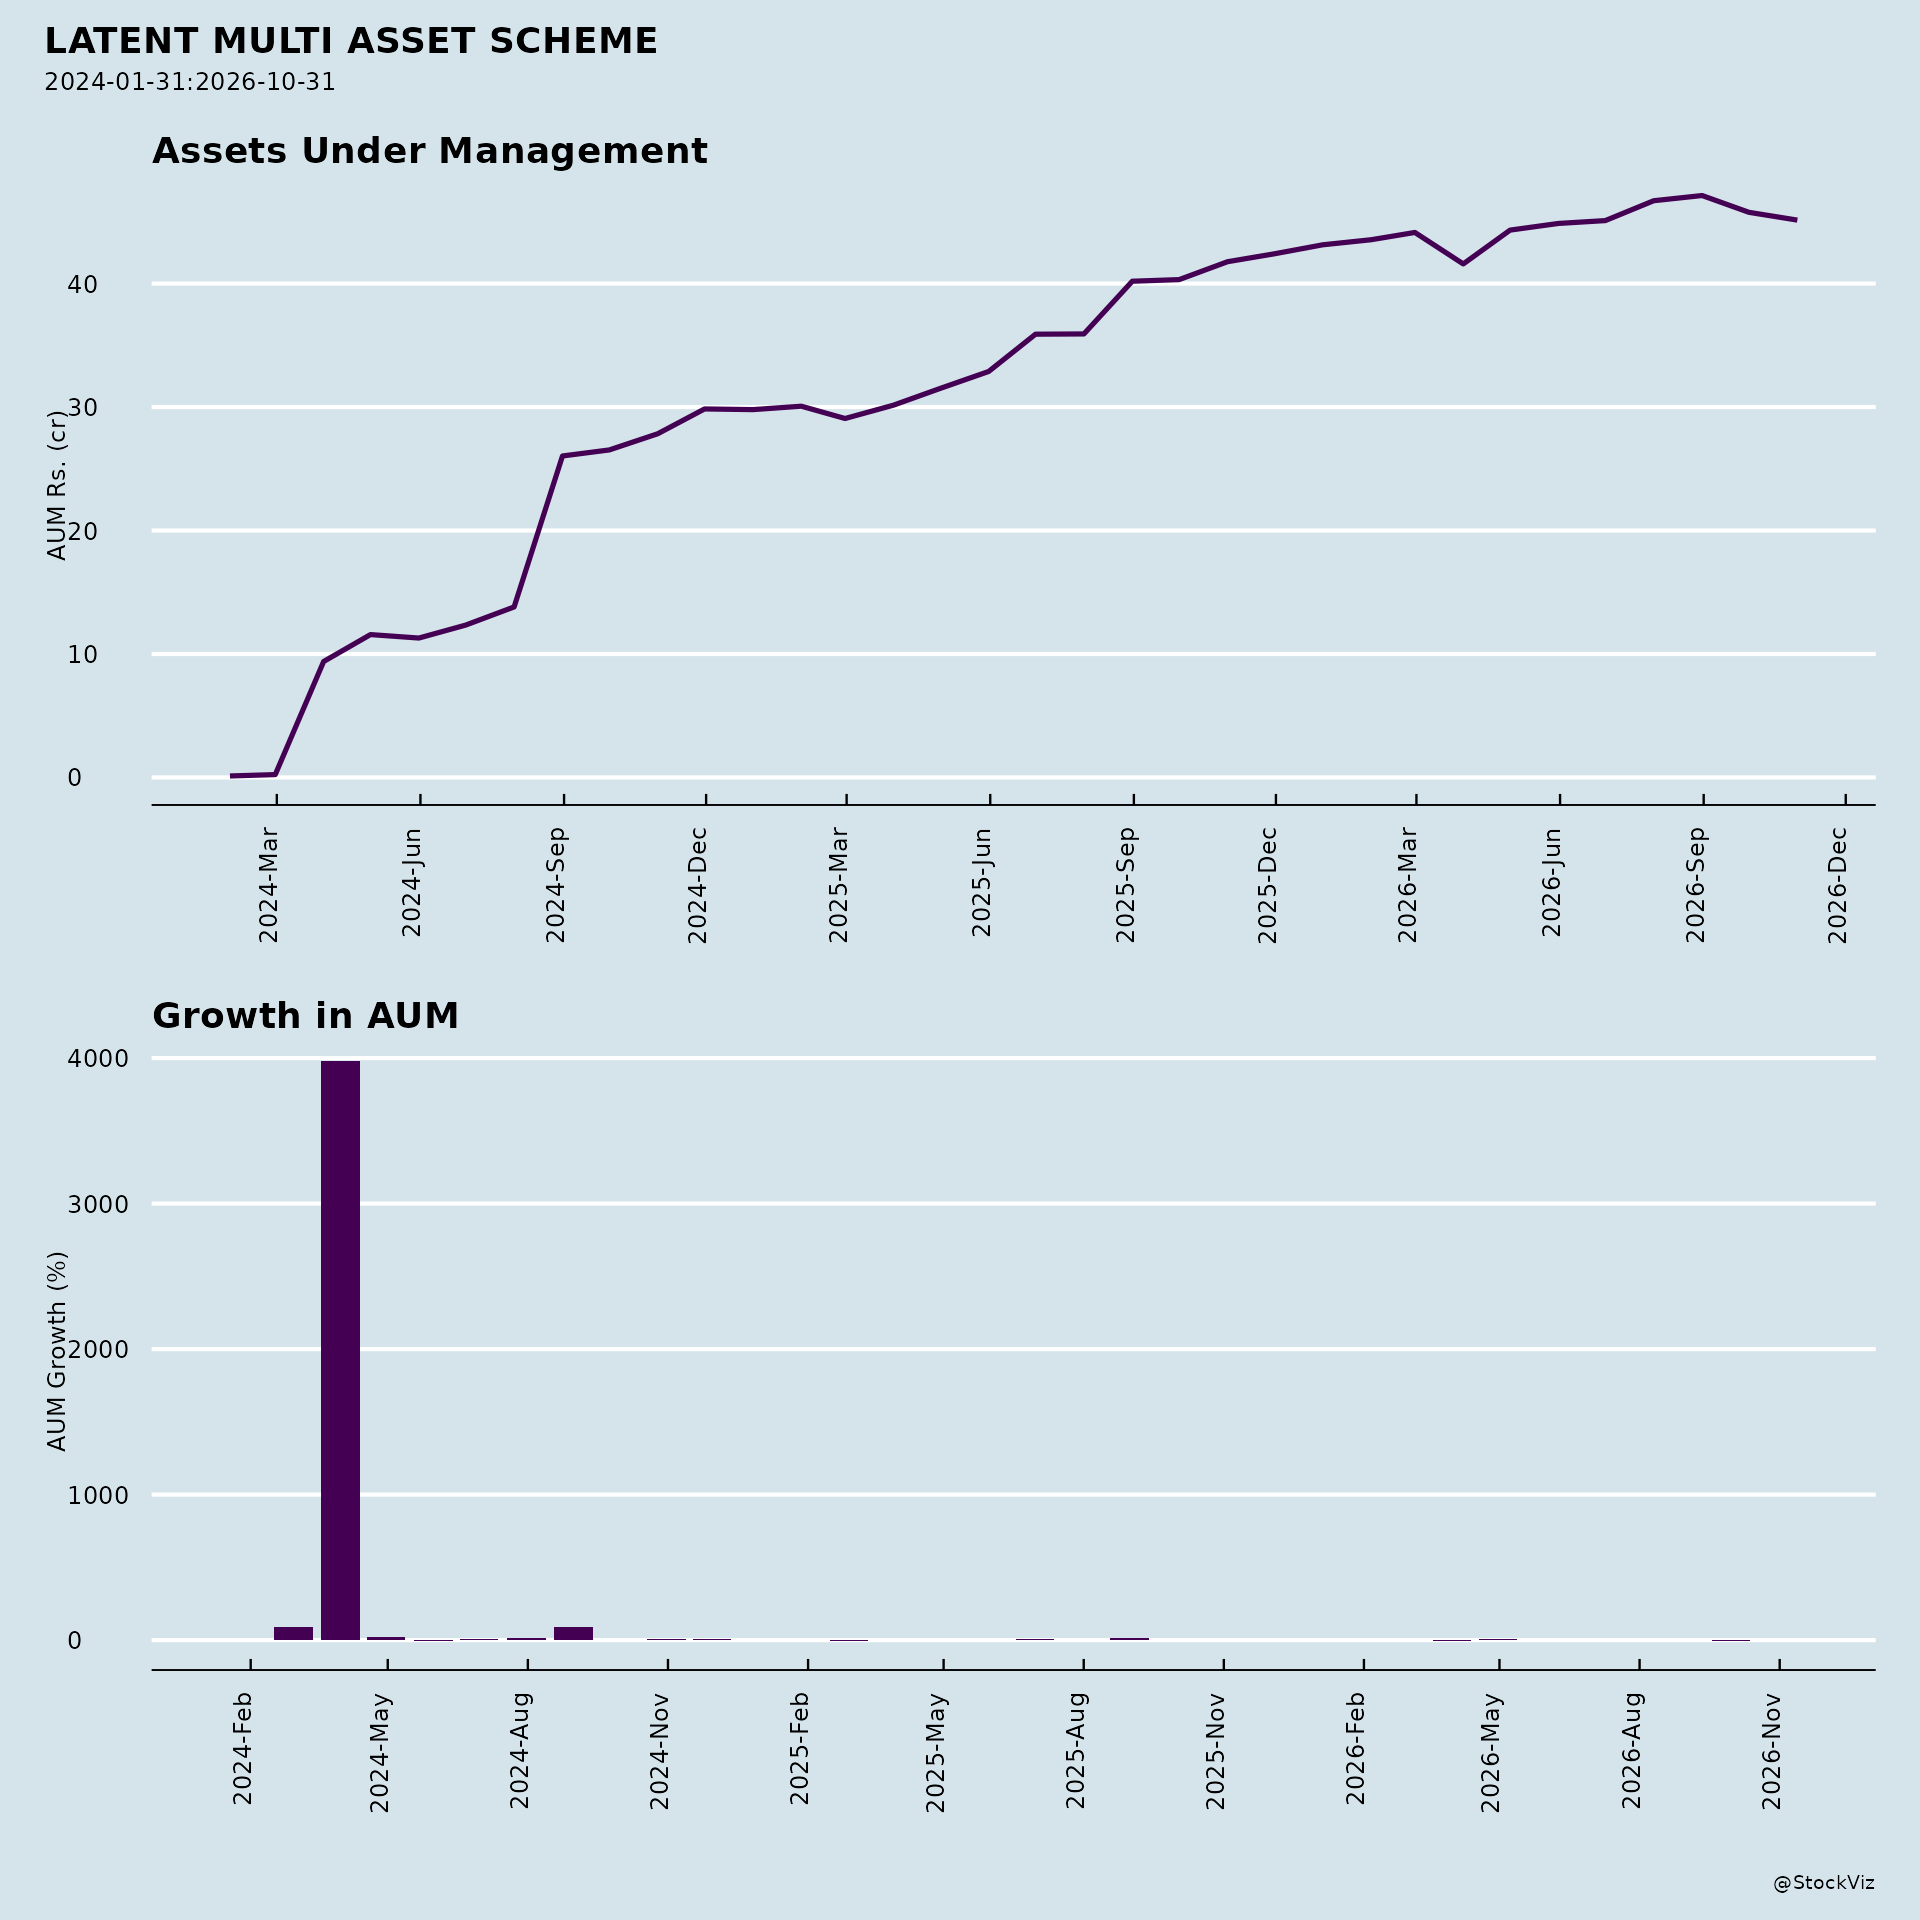 LATENT MULTI ASSET SCHEME
2024-01-31:2026-10-31
Assets Under Management
AUM Rs. (cr)
40
30
20
10
0
2024-Mar
2024-Jun
2024-Sep
2024-Dec
2025-Mar
2025-Jun
2025-Sep
2025-Dec
2026-Mar
2026-Jun
2026-Sep
2026-Dec
Growth in AUM
AUM Growth (%)
4000
3000
2000
1000
0
2024-Feb
2024-May
2024-Aug
2024-Nov
2025-Feb
2025-May
2025-Aug
2025-Nov
2026-Feb
2026-May
2026-Aug
2026-Nov
@StockViz